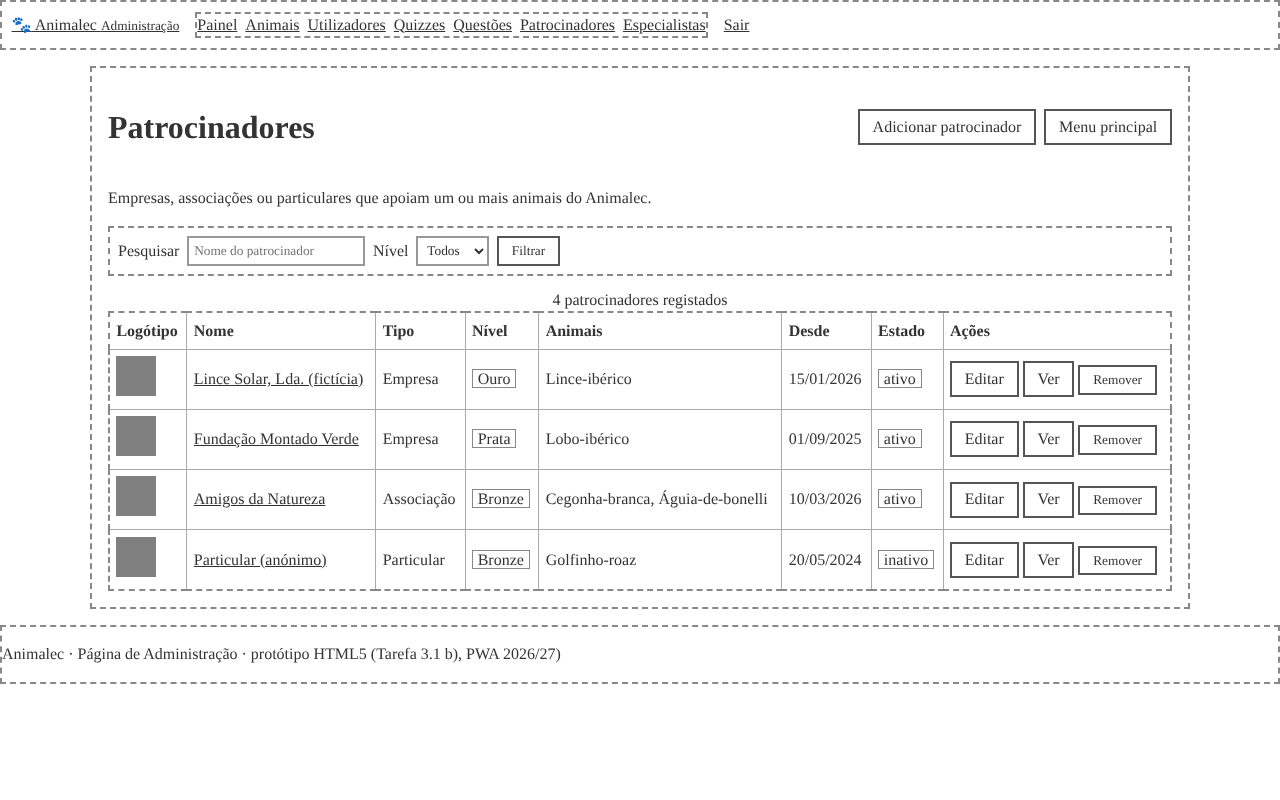 🐾 Animalec Administração Painel Animais Utilizadores Quizzes Questões Patrocinadores Especialistas Sair
Patrocinadores Adicionar patrocinador Menu principal
Empresas, associações ou particulares que apoiam um ou mais animais do Animalec.
Pesquisar Nome do patrocinador Nível Todos Filtrar
4 patrocinadores registados
Logótipo Nome Tipo Nível Animais Desde Estado Ações
Lince Solar, Lda. (fictícia) Empresa Ouro Lince-ibérico 15/01/2026 ativo Editar Ver Remover
Fundação Montado Verde Empresa Prata Lobo-ibérico 01/09/2025 ativo Editar Ver Remover
Amigos da Natureza Associação Bronze Cegonha-branca, Águia-de-bonelli 10/03/2026 ativo Editar Ver Remover
Particular (anónimo) Particular Bronze Golfinho-roaz 20/05/2024 inativo Editar Ver Remover
Animalec · Página de Administração · protótipo HTML5 (Tarefa 3.1 b), PWA 2026/27)